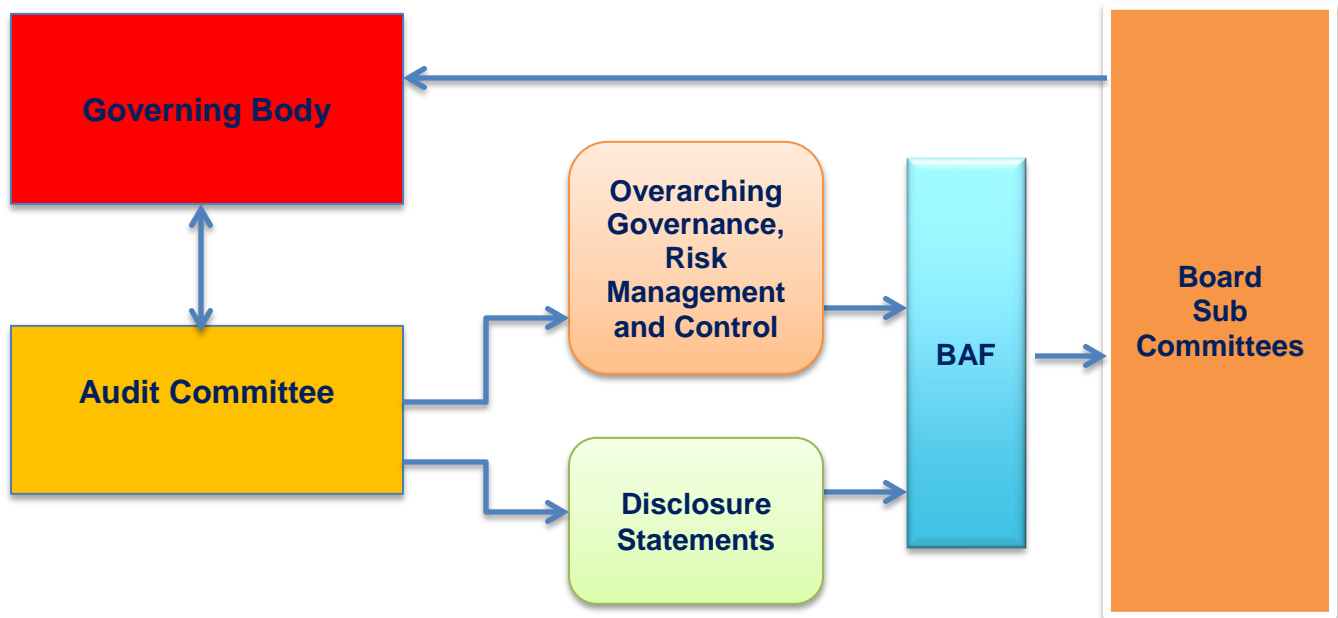 Governing Body
Audit Committee
Overarching
Governance,
Risk
Management
and Control
Disclosure
Statements
BAF
Board
Sub
Committees